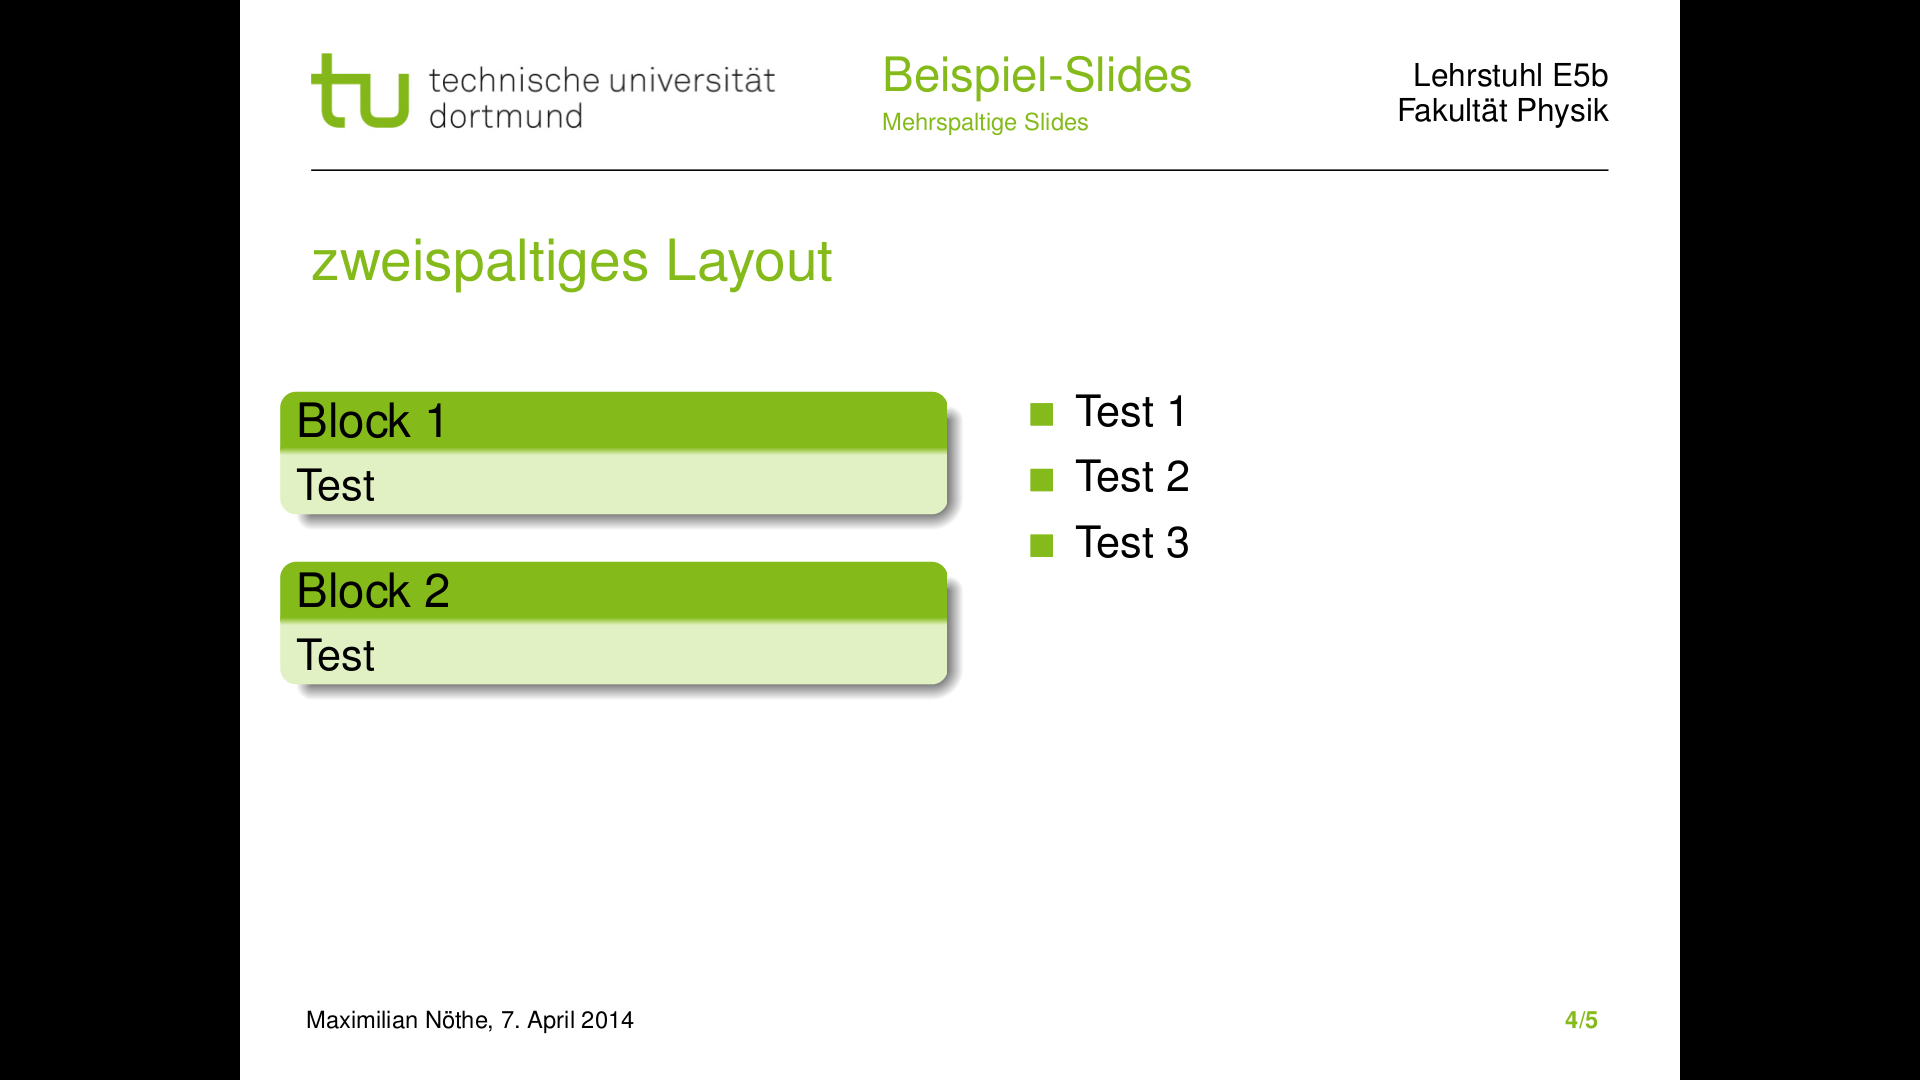 technische universität
dortmund
Beispiel-Slides
Mehrspaltige Slides
Lehrstuhl E5b
Fakultät Physik
zweispaltiges Layout
Block 1
Test
Block 2
Test
Test 1
Test 2
Test 3
Maximilian Nöthe, 7. April 2014
4/5